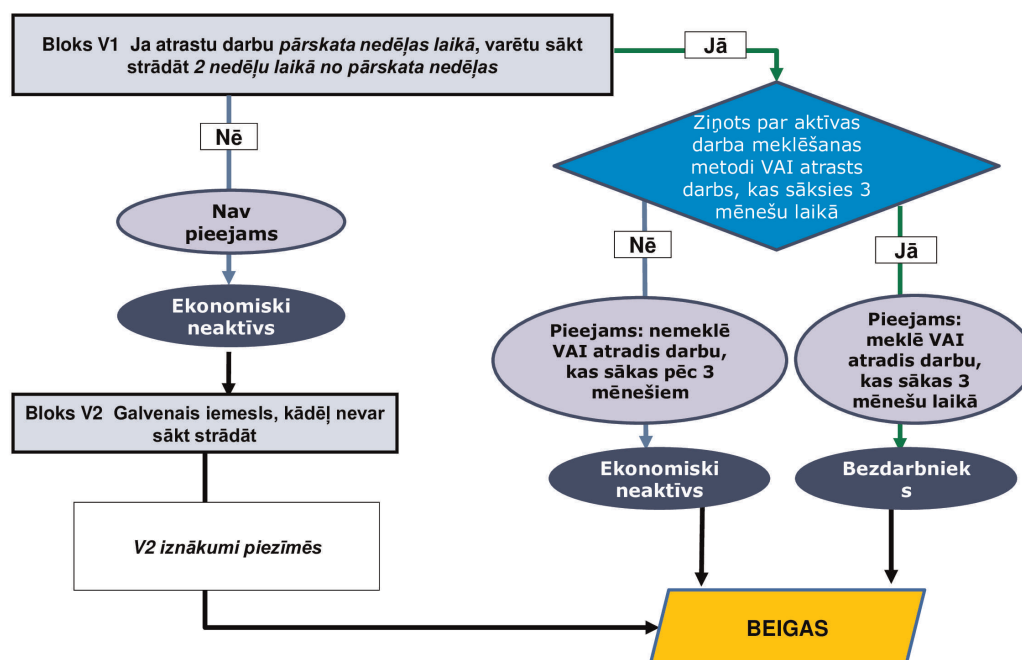 Bloks V1 Ja atrastu darbu pārskata nedēļas laikā, varētu sākt
strādāt 2 nedēļu laikā no pārskata nedēļas
Jā
Nē
Ziņots par aktīvas
darba meklēšanas
metodi VAI atrasts
darbs, kas sāksies 3
mēnešu laikā
Nav
pieejams
Nē
Jā
Ekonomiski
neaktīvs
Pieejams: nemeklē
VAI atradis darbu,
kas sākas pēc 3
mēnešiem
Pieejams:
meklē VAI
atradis darbu,
kas sākas 3
mēnešu laikā
Bloks V2 Galvenais iemesls, kādēļ nevar
sākt strādāt
Ekonomiski
neaktīvs
Bezdarbniek
s
V2 iznākumi piezīmēs
BEIGAS